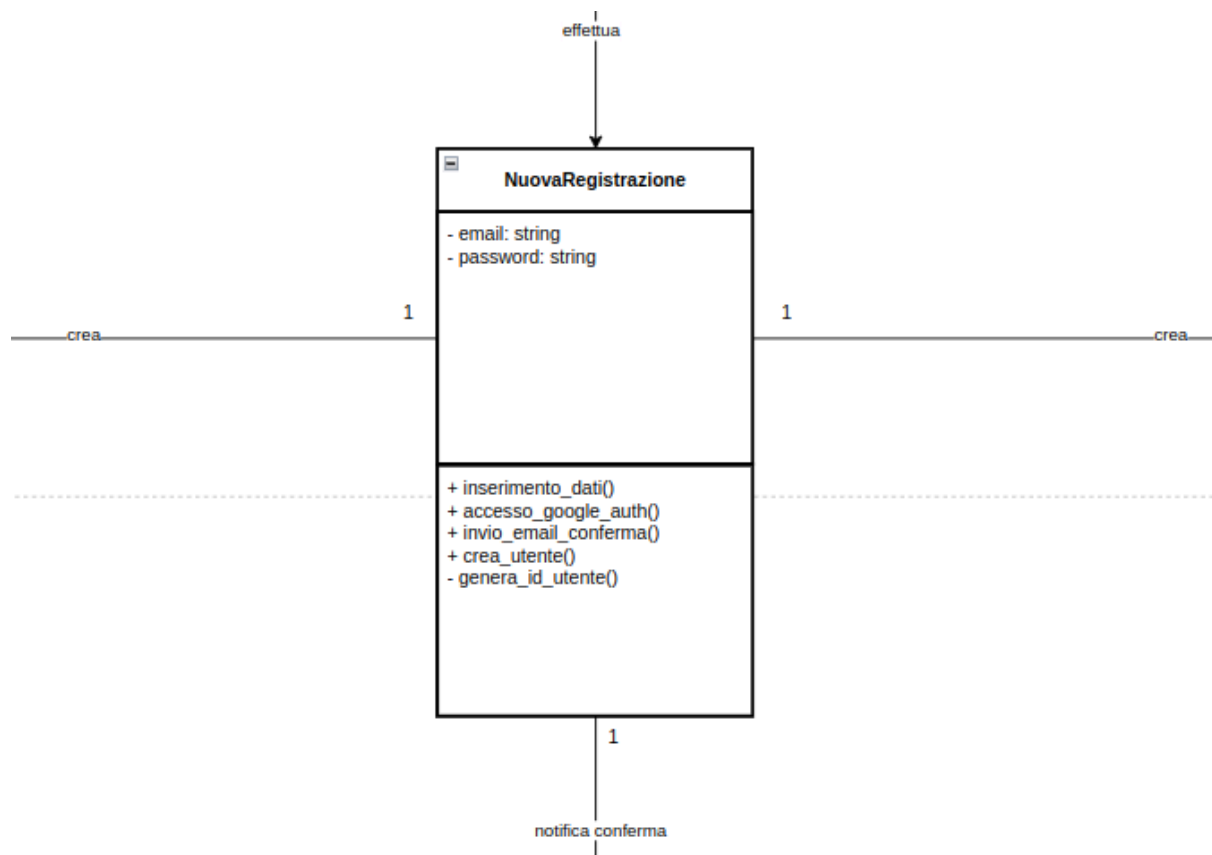 effettua
NuovaRegistrazione
- email: string
- password: string
1
1
crea
crea
+ inserimento_dati()
+ accesso_google_auth()
+ invio_email_conferma()
+ crea_utente()
- genera_id_utente()
1
notifica conferma